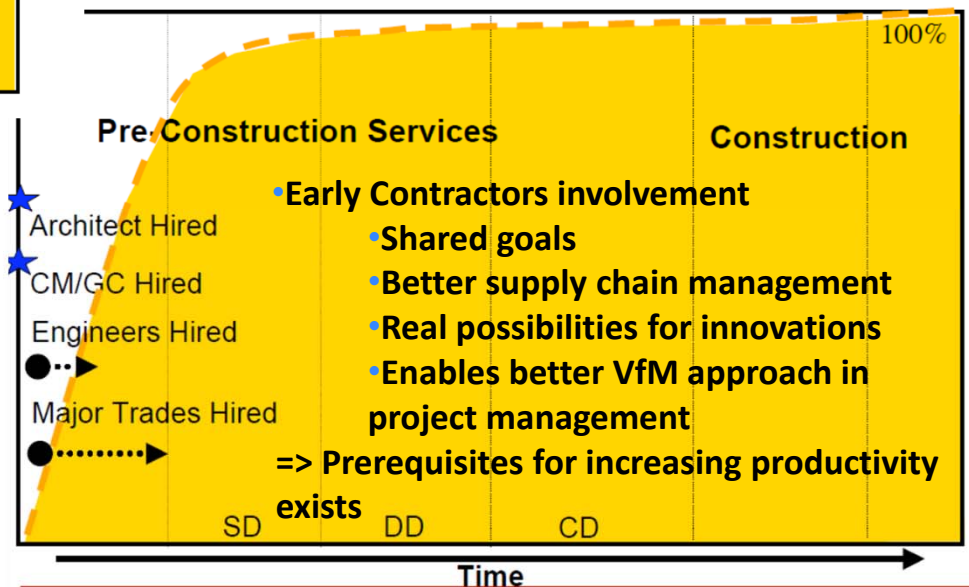 100%
Pre-Construction Services
Construction
•Early Contractors involvement
Architect Hired
•Shared goals
CM/GC Hired
•Better supply chain management
Engineers Hired
•Real possibilities for innovations
•Enables better VfM approach in
project management
Major Trades Hired
=> Prerequisites for increasing productivity
exists
SD
DD
CD
Time